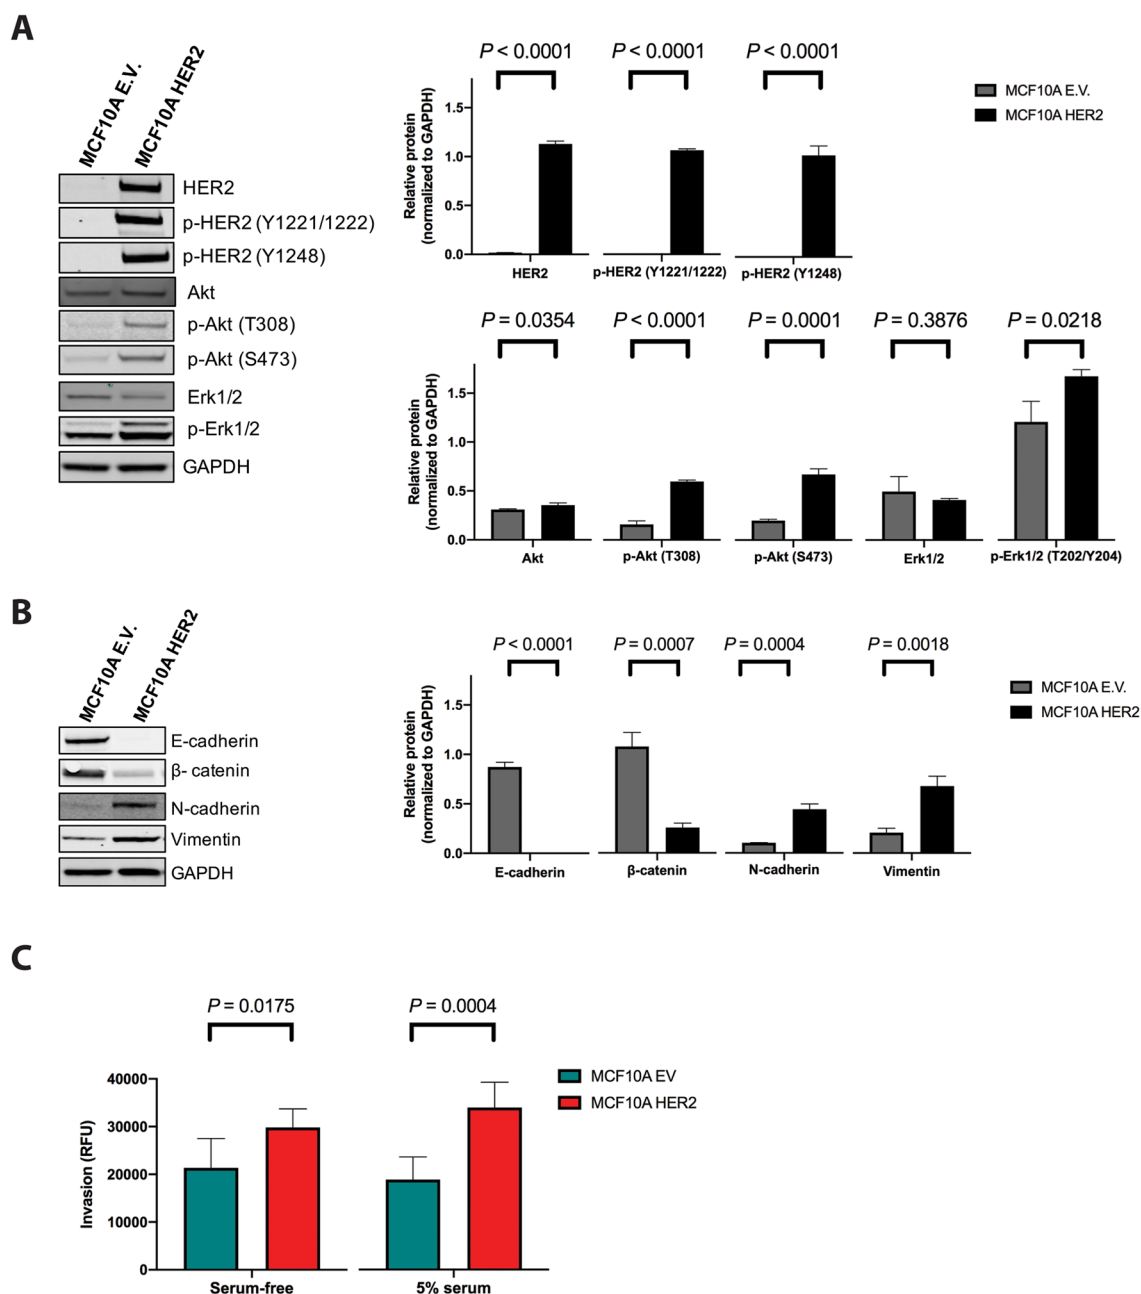 A
MCF10A E.V.
MCF10A HER2
HER2
p-HER2 (Y1221/1222)
p-HER2 (Y1248)
Akt
p-Akt (T308)
p-Akt (S473)
Erk1/2
p-Erk1/2
GAPDH
P < 0.0001
P < 0.0001
P < 0.0001
MCF10A E.V.
MCF10A HER2
Relative protein
(normalized to GAPDH)
1.5
1.0
0.5
0.0
HER2
p-HER2 (Y1221/1222)
p-HER2 (Y1248)
P = 0.0354
P < 0.0001
P = 0.0001
P = 0.3876
P = 0.0218
Relative protein
(normalized to GAPDH)
1.5
1.0
0.5
0.0
Akt
p-Akt (T308)
p-Akt (S473)
Erk1/2
p-Erk1/2 (T202/Y204)
B
MCF10A E.V.
MCF10A HER2
E-cadherin
β- catenin
N-cadherin
Vimentin
GAPDH
P < 0.0001
P = 0.0007
P = 0.0004
P = 0.0018
MCF10A E.V.
MCF10A HER2
Relative protein
(normalized to GAPDH)
1.5
1.0
0.5
0.0
E-cadherin
β-catenin
N-cadherin
Vimentin
C
P = 0.0175
P = 0.0004
MCF10A EV
MCF10A HER2
Invasion (RFU)
40000
30000
20000
10000
0
Serum-free
5% serum